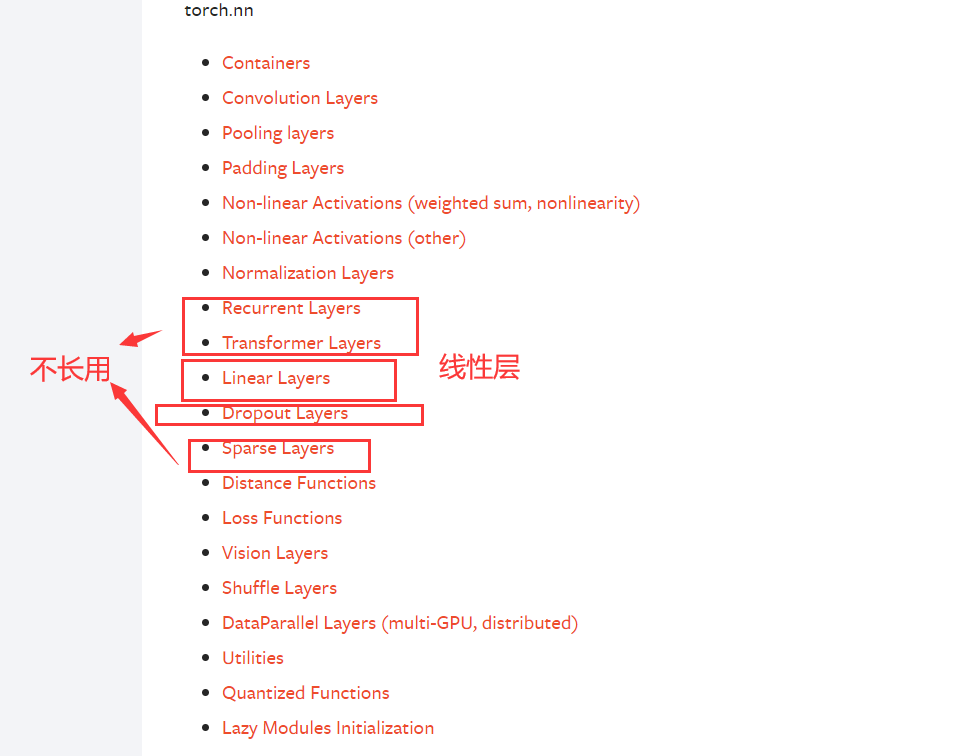 torch.nn
Containers
Convolution Layers
Pooling layers
Padding Layers
Non-linear Activations (weighted sum, nonlinearity)
Non-linear Activations (other)
Normalization Layers
Recurrent Layers
Transformer Layers
不长用
线性层
Linear Layers
Dropout Layers
Sparse Layers
Distance Functions
Loss Functions
Vision Layers
Shuffle Layers
DataParallel Layers (multi-GPU, distributed)
Utilities
Quantized Functions
Lazy Modules Initialization